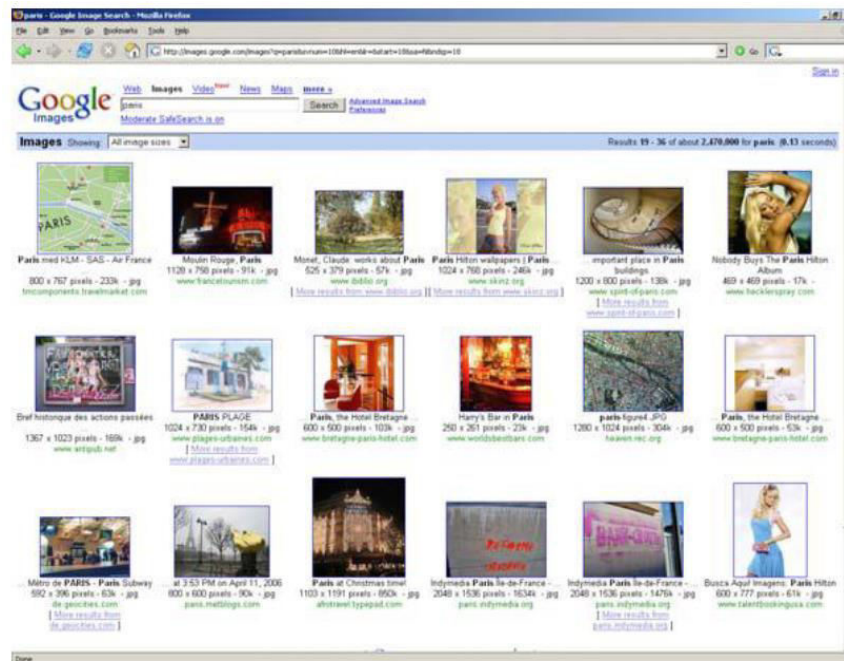 paris - Google Image Search - Mozilla Firefox
File Edit View Go Bookmarks Tools Help
Go
Sign in
Google
Images
Web Images Video New! News Maps more »
paris
Search
Advanced Image Search
Preferences
Moderate SafeSearch is on
Images Showing: All image sizes
Results 19 - 36 of about 2,470,000 for paris (0.13 seconds)
PARIS
Paris med KLM - SAS - Air France
800 x 767 pixels - 233k - jpg
tmcomponents.travelmarket.com
Moulin Rouge, Paris
1128 x 758 pixels - 91k - jpg
www.francetourism.com
Monet, Claude: works about Paris
525 x 379 pixels - 57k - jpg
www.diblio.org
[ More results from www.diblio.org ]
Paris Hilton wallpapers | Paris ...
1024 x 768 pixels - 246k - jpg
www.skinz.org
[ More results from www.skinz.org ]
... important place in Paris
buildings
1200 x 800 pixels - 138k - jpg
www.spirit-of-paris.com
[ More results from
www.spirit-of-paris.com ]
Nobody Buys The Paris Hilton
Album
469 x 469 pixels - 17k -
www.hecklerspray.com
Bref historique des actions passées
1367 x 1023 pixels - 169k - jpg
www.antipub.net
PARIS PLAGE
1024 x 730 pixels - 154k - jpg
www.plages-urbaines.com
[ More results from
www.plages-urbaines.com ]
Paris, the Hotel Bretagne ...
600 x 500 pixels - 103k - jpg
www.bretagne-paris-hotel.com
Harry's Bar in Paris
250 x 261 pixels - 23k - jpg
www.worldsbestbars.com
paris-figure4.JPG
1280 x 1024 pixels - 304k - jpg
heaven.rec.org
... Paris, the Hotel Bretagne ...
600 x 500 pixels - 53k - jpg
www.bretagne-paris-hotel.com
... Métro de PARIS - Paris Subway
592 x 396 pixels - 63k - jpg
de.geocities.com
[ More results from
de.geocities.com ]
... at 3:53 PM on April 11, 2006
800 x 600 pixels - 90k - jpg
paris.metblogs.com
Paris at Christmas time!
1103 x 1191 pixels - 850k - jpg
afrotravel.typepad.com
Indymedia Paris Île-de-France - ...
2048 x 1536 pixels - 1634k - jpg
paris.indymedia.org
Indymedia Paris Île-de-France - ...
2048 x 1536 pixels - 1476k - jpg
paris.indymedia.org
[ More results from
paris.indymedia.org ]
Busca Aquí Imagens: Paris Hilton
600 x 777 pixels - 61k - jpg
www.talentbookingusa.com
Done